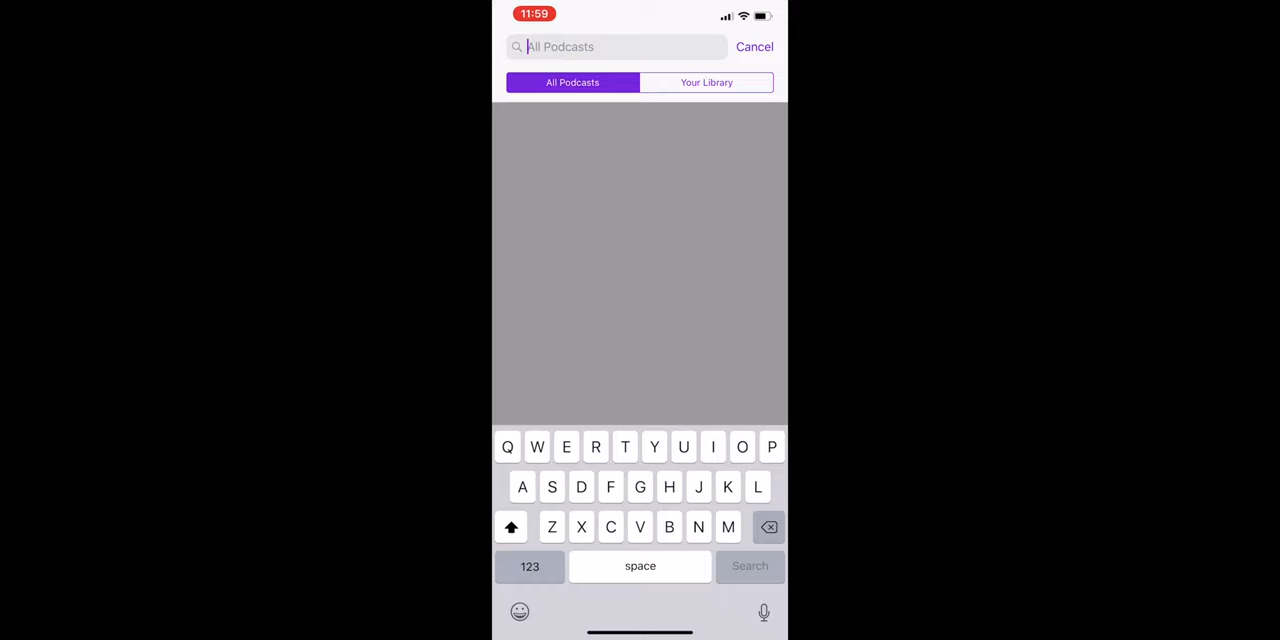 11:59
All Podcasts
Cancel
All Podcasts
Your Library
Q W E R T Y U I O P
A S D F G H J K L
Z X C V B N M
123
space
Search